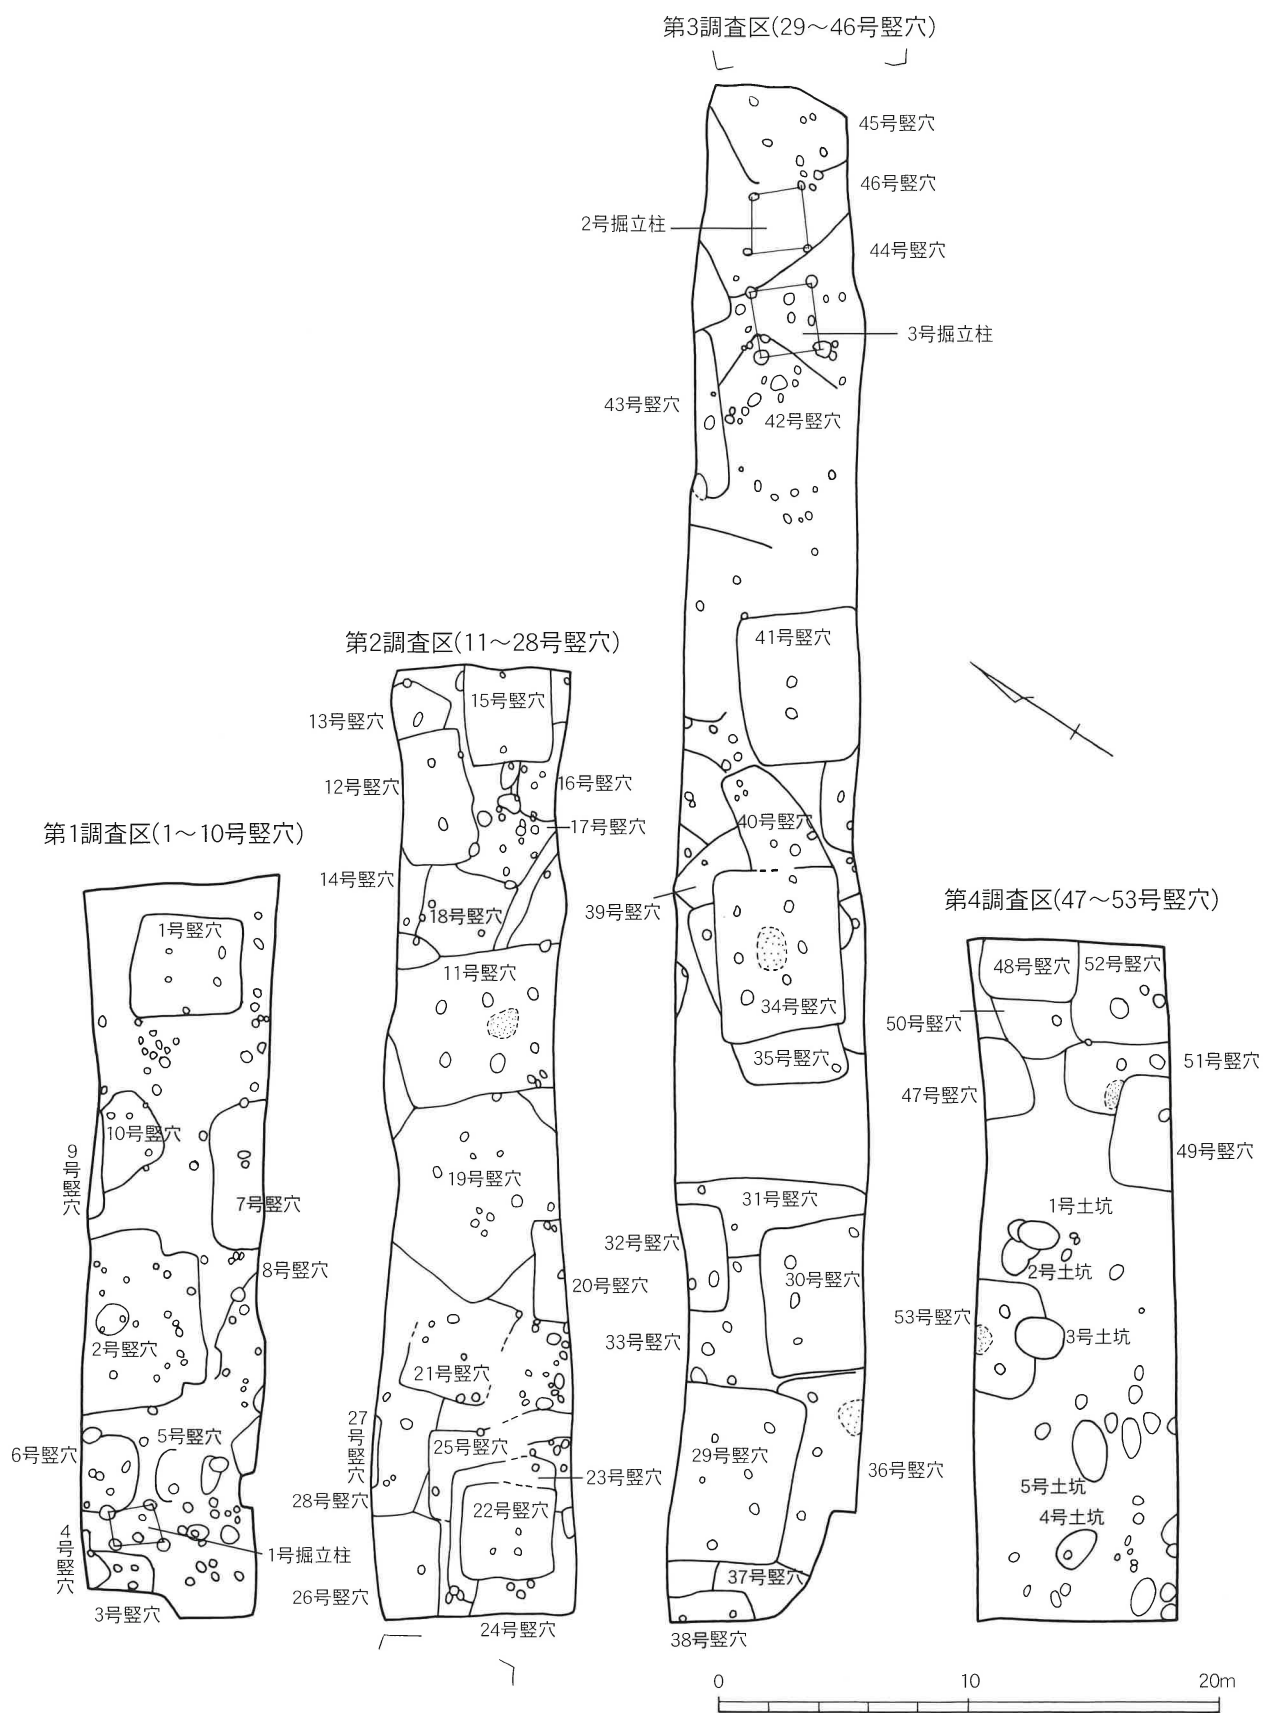 第3調査区(29～46号竪穴)
45号竪穴
46号竪穴
2号掘立柱
44号竪穴
3号掘立柱
43号竪穴
42号竪穴
41号竪穴
40号竪穴
39号竪穴
34号竪穴
35号竪穴
31号竪穴
32号竪穴
30号竪穴
33号竪穴
29号竪穴
36号竪穴
37号竪穴
38号竪穴
第2調査区(11～28号竪穴)
15号竪穴
13号竪穴
12号竪穴
16号竪穴
17号竪穴
14号竪穴
18号竪穴
11号竪穴
19号竪穴
20号竪穴
21号竪穴
27号竪穴
25号竪穴
23号竪穴
28号竪穴
22号竪穴
26号竪穴
24号竪穴
第1調査区(1～10号竪穴)
1号竪穴
10号竪穴
9号竪穴
7号竪穴
8号竪穴
2号竪穴
5号竪穴
6号竪穴
4号竪穴
1号掘立柱
3号竪穴
第4調査区(47～53号竪穴)
48号竪穴
52号竪穴
50号竪穴
51号竪穴
47号竪穴
49号竪穴
1号土坑
2号土坑
53号竪穴
3号土坑
5号土坑
4号土坑
0 10 20m